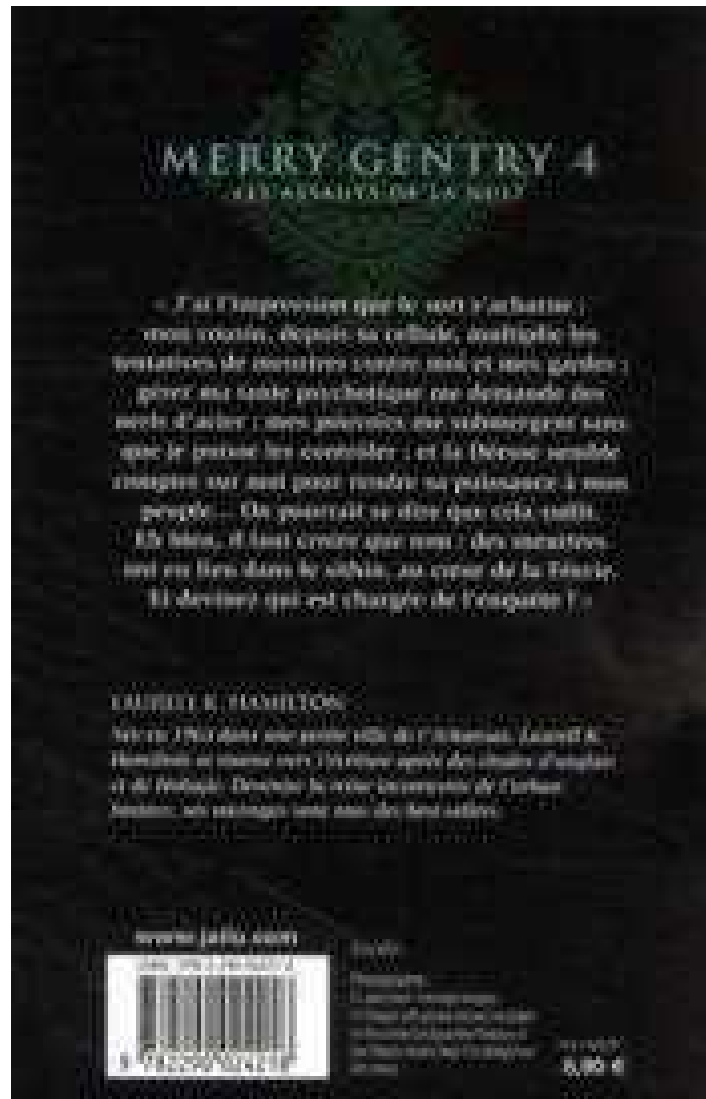 MERRY GENTRY 4
LES ASSAUTS DE LA NUIT
« J'ai l'impression que le sort s'acharne :
mon cousin, depuis sa cellule, multiplie les
tentatives de meurtres contre moi et mes gardes ;
gérer ma tante psychotique me demande des
nerfs d'acier ; mes pouvoirs me submergent sans
que je puisse les contrôler ; et la Déesse semble
compter sur moi pour rendre sa puissance à mon
peuple... On pourrait se dire que cela suffit.
Eh bien, il faut croire que non : des meurtres
ont eu lieu dans le sithin, au cœur de la Féerie.
Et devinez qui est chargée de l'enquête ? »
LAURELL K. HAMILTON
Née en 1963 dans une petite ville de l'Arkansas, Laurell K.
Hamilton se tourne vers l'écriture après des études d'anglais
et de biologie. Devenue la reine incontestée de l'urban
fantasy, ses ouvrages sont tous des best-sellers.
www.jailu.com